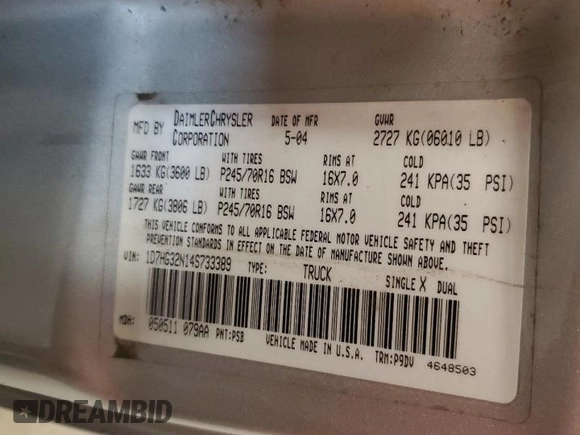 MFD BY DAIMLERCHRYSLER CORPORATION DATE OF MFR 5-04 GVWR 2727 KG(06010 LB)
GAWR FRONT WITH TIRES RIMS AT COLD
1633 KG(3600 LB) P245/70R16 BSW 16X7.0 241 KPA(35 PSI)
GAWR REAR WITH TIRES RIMS AT COLD
1727 KG(3806 LB) P245/70R16 BSW 16X7.0 241 KPA(35 PSI)
THIS VEHICLE CONFORMS TO ALL APPLICABLE FEDERAL MOTOR VEHICLE SAFETY AND THEFT
PREVENTION STANDARDS IN EFFECT ON THE DATE OF MANUFACTURE SHOWN ABOVE.
VIN: 1D7HG32N14S733389 TYPE: TRUCK SINGLE X DUAL
MDH: 050511 079AA PNT:PSB VEHICLE MADE IN U.S.A. TRM:P9DV 4648503
DREAMBID